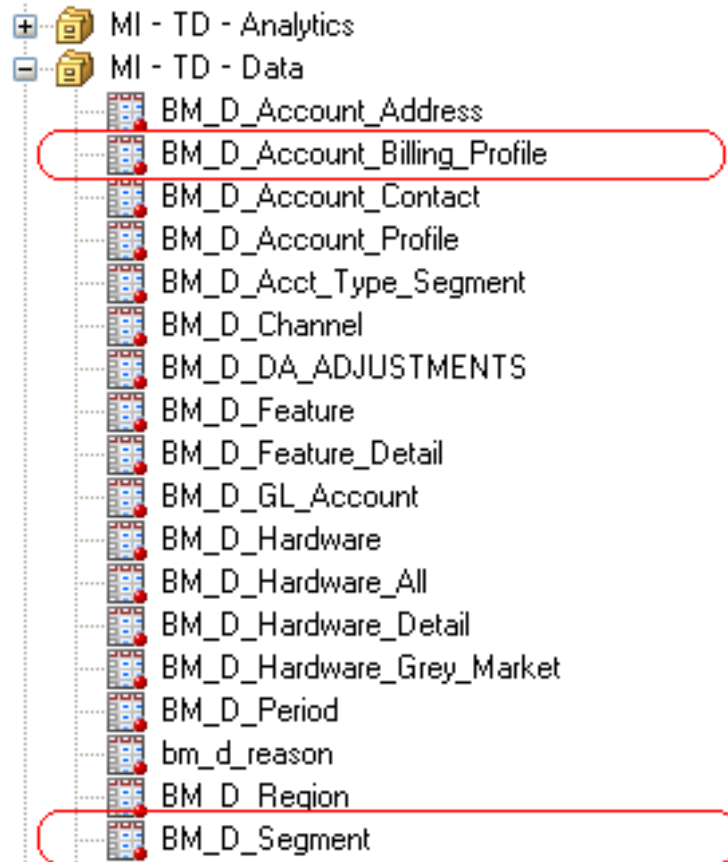 MI - TD - Analytics
MI - TD - Data
BM_D_Account_Address
BM_D_Account_Billing_Profile
BM_D_Account_Contact
BM_D_Account_Profile
BM_D_Acct_Type_Segment
BM_D_Channel
BM_D_DA_ADJUSTMENTS
BM_D_Feature
BM_D_Feature_Detail
BM_D_GL_Account
BM_D_Hardware
BM_D_Hardware_All
BM_D_Hardware_Detail
BM_D_Hardware_Grey_Market
BM_D_Period
bm_d_reason
BM_D_Region
BM_D_Segment